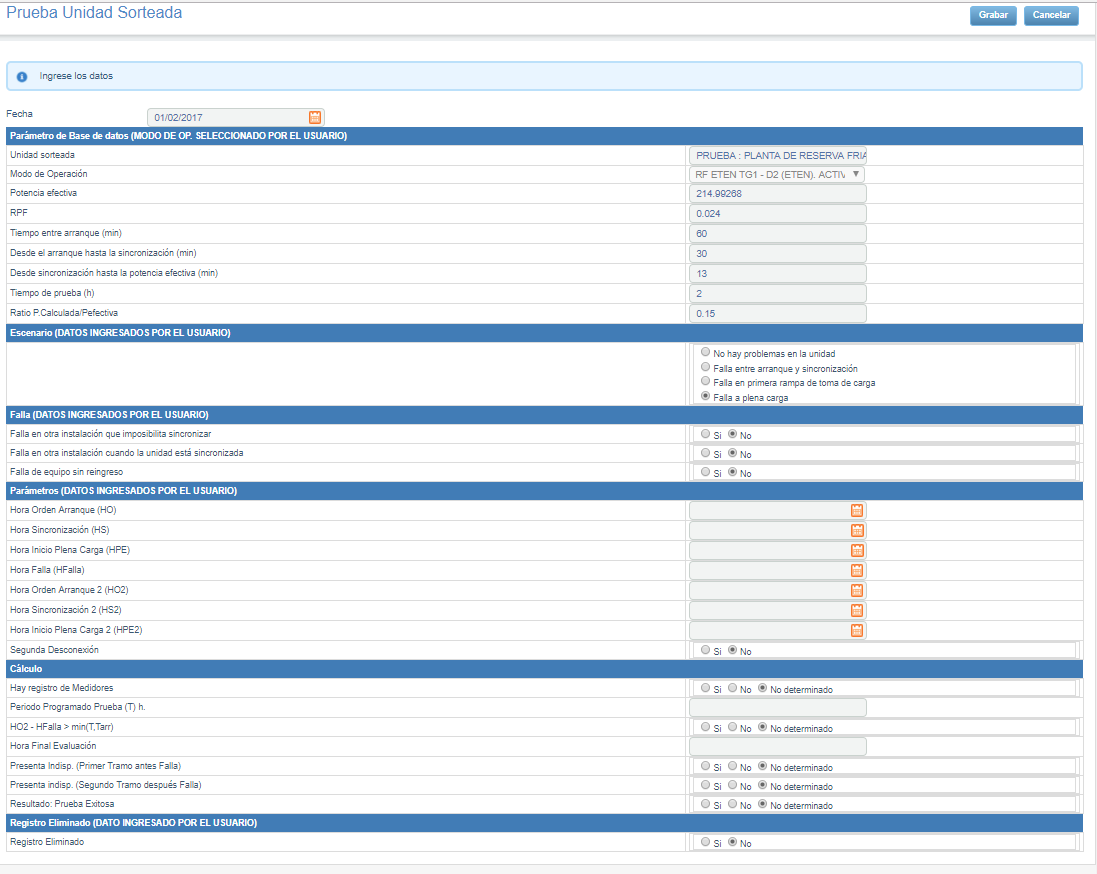 Prueba Unidad Sorteada Grabar Cancelar
Ingrese los datos
Fecha 01/02/2017
Parámetro de Base de datos (MODO DE OP. SELECCIONADO POR EL USUARIO)
Unidad sorteada PRUEBA : PLANTA DE RESERVA FRIA
Modo de Operación RF ETEN TG1 - D2 (ETEN). ACTIV
Potencia efectiva 214.99268
RPF 0.024
Tiempo entre arranque (min) 60
Desde el arranque hasta la sincronización (min) 30
Desde sincronización hasta la potencia efectiva (min) 13
Tiempo de prueba (h) 2
Ratio P.Calculada/Pefectiva 0.15
Escenario (DATOS INGRESADOS POR EL USUARIO)
No hay problemas en la unidad
Falla entre arranque y sincronización
Falla en primera rampa de toma de carga
Falla a plena carga
Falla (DATOS INGRESADOS POR EL USUARIO)
Falla en otra instalación que imposibilita sincronizar Si No
Falla en otra instalación cuando la unidad está sincronizada Si No
Falla de equipo sin reingreso Si No
Parámetros (DATOS INGRESADOS POR EL USUARIO)
Hora Orden Arranque (HO)
Hora Sincronización (HS)
Hora Inicio Plena Carga (HPE)
Hora Falla (HFalla)
Hora Orden Arranque 2 (HO2)
Hora Sincronización 2 (HS2)
Hora Inicio Plena Carga 2 (HPE2)
Segunda Desconexión Si No
Cálculo
Hay registro de Medidores Si No No determinado
Periodo Programado Prueba (T) h.
HO2 - HFalla > min(T,Tarr) Si No No determinado
Hora Final Evaluación
Presenta Indisp. (Primer Tramo antes Falla) Si No No determinado
Presenta indisp. (Segundo Tramo después Falla) Si No No determinado
Resultado: Prueba Exitosa Si No No determinado
Registro Eliminado (DATO INGRESADO POR EL USUARIO)
Registro Eliminado Si No